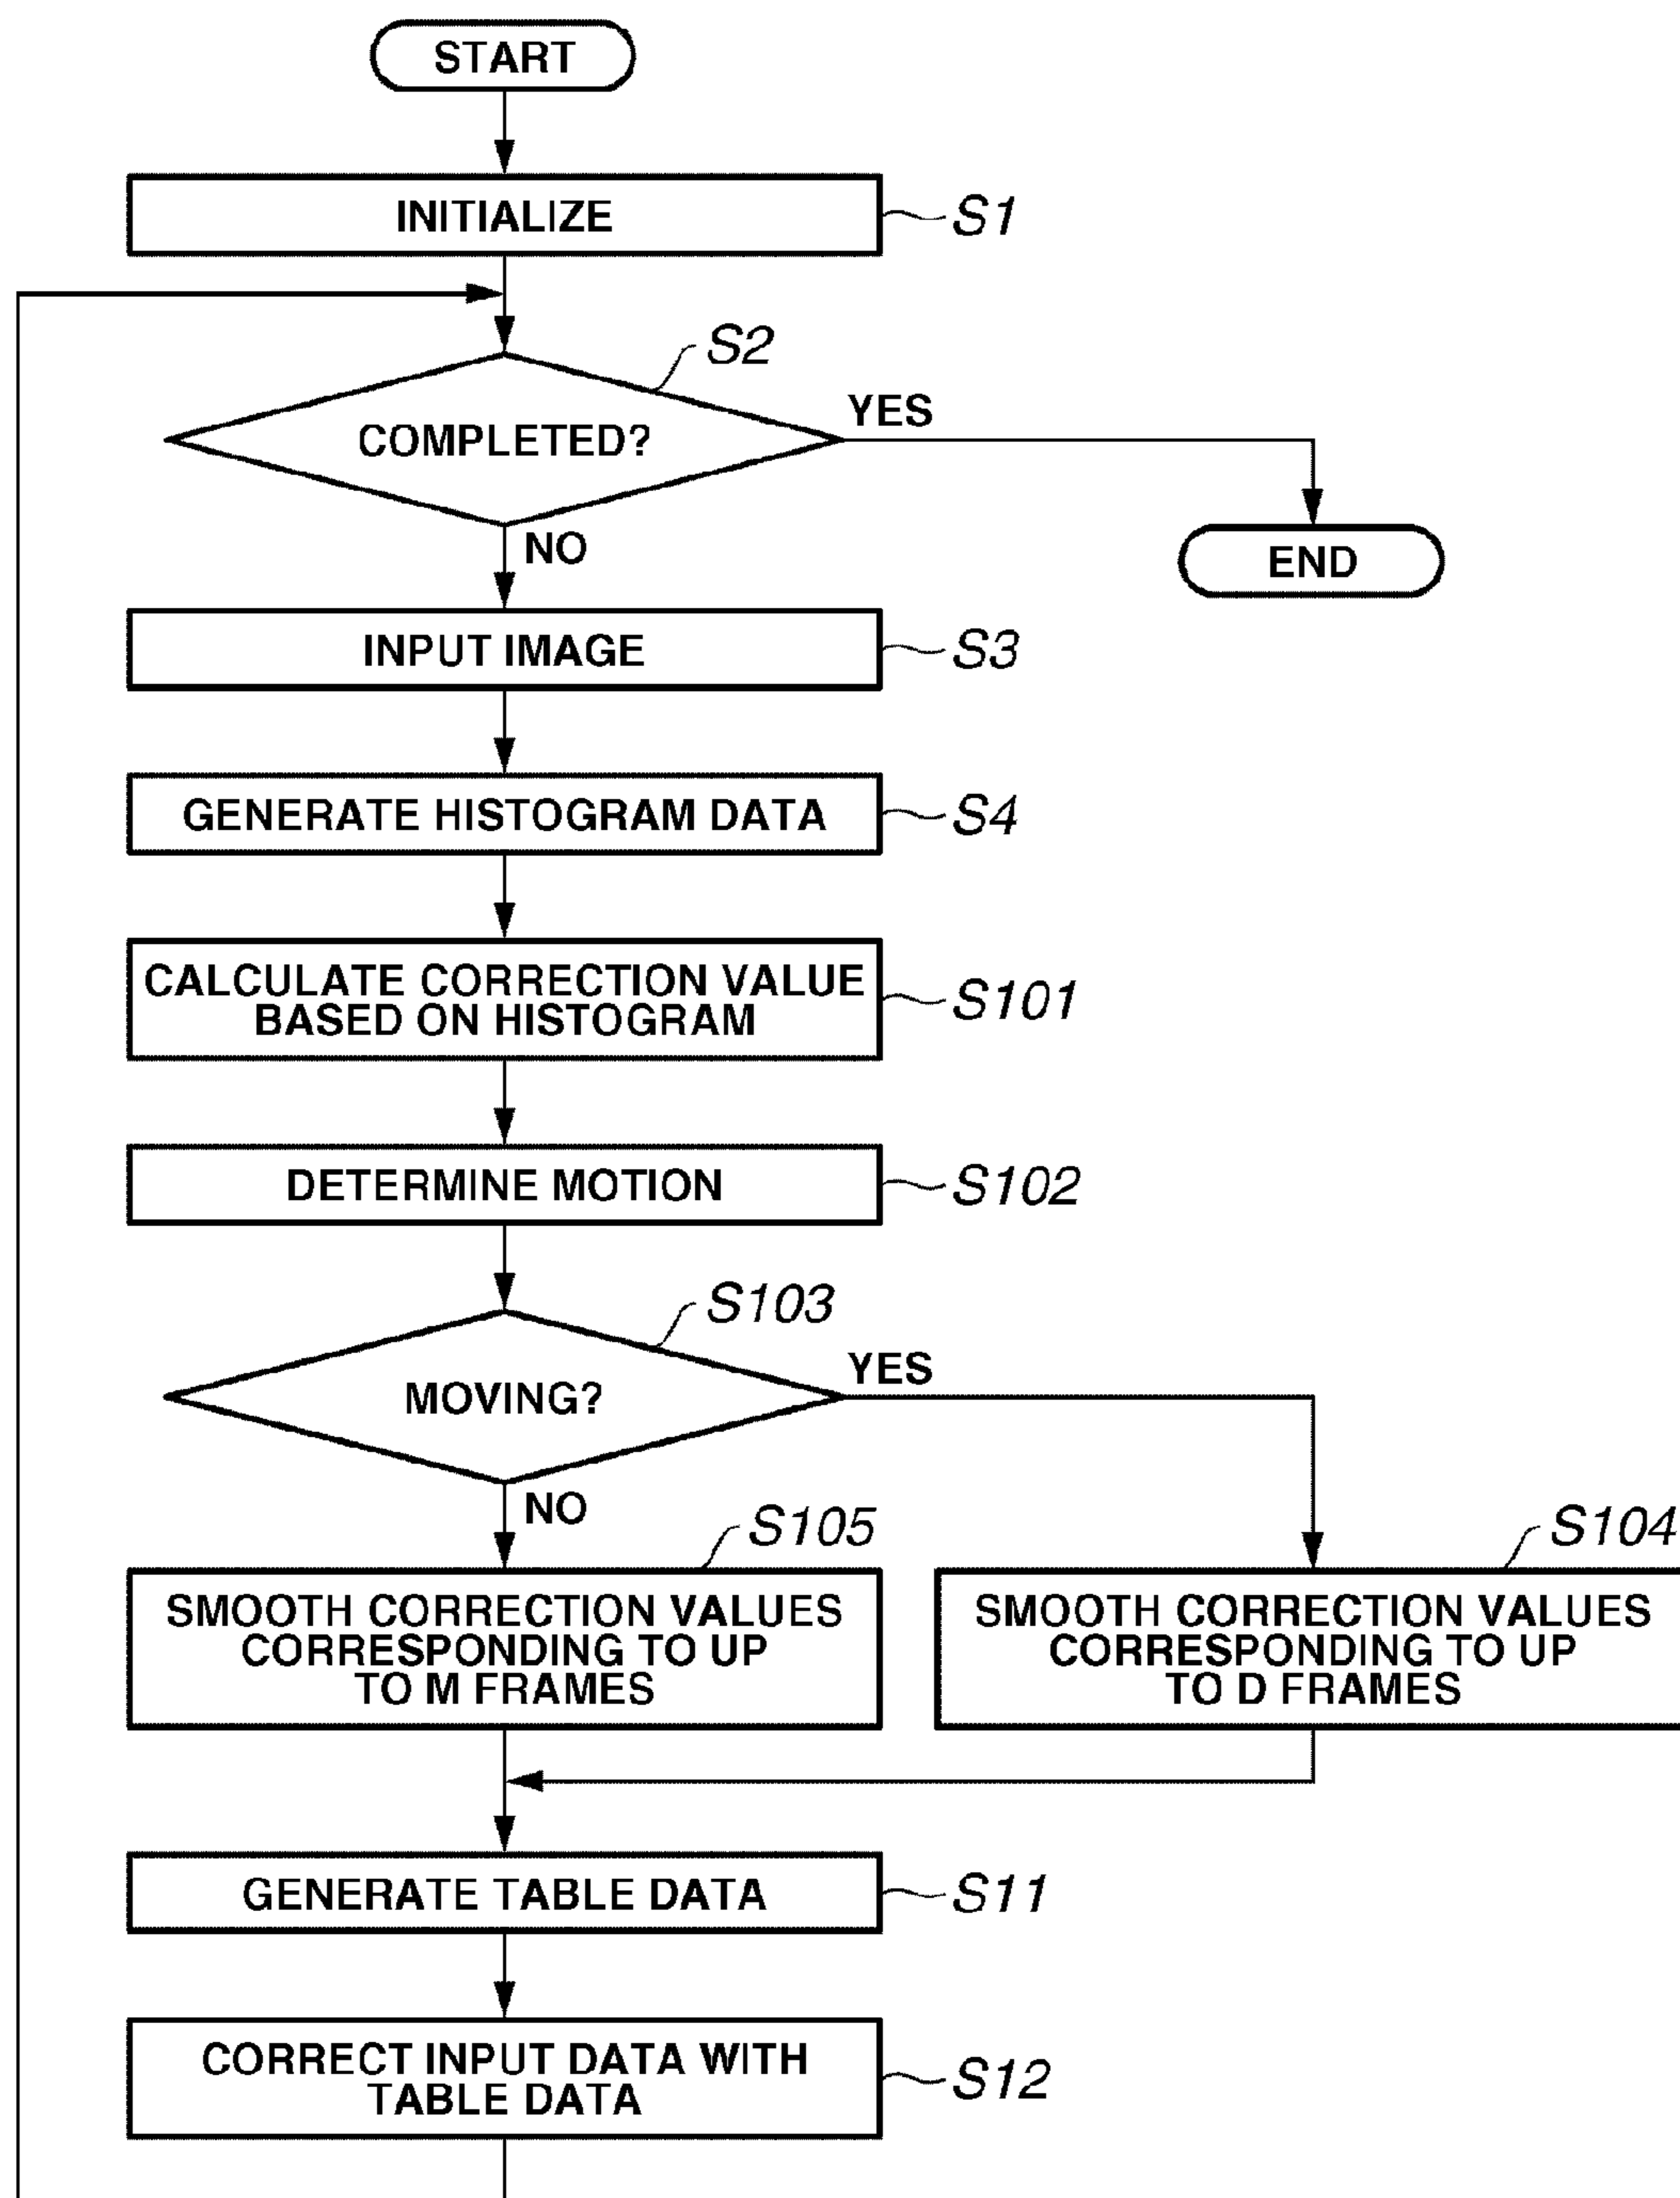 START
INITIALIZE
S1
S2
COMPLETED?
YES
NO
END
INPUT IMAGE
S3
GENERATE HISTOGRAM DATA
S4
CALCULATE CORRECTION VALUE
BASED ON HISTOGRAM
S101
DETERMINE MOTION
S102
S103
MOVING?
YES
NO
S105
SMOOTH CORRECTION VALUES
CORRESPONDING TO UP
TO M FRAMES
S104
SMOOTH CORRECTION VALUES
CORRESPONDING TO UP
TO D FRAMES
GENERATE TABLE DATA
S11
CORRECT INPUT DATA WITH
TABLE DATA
S12